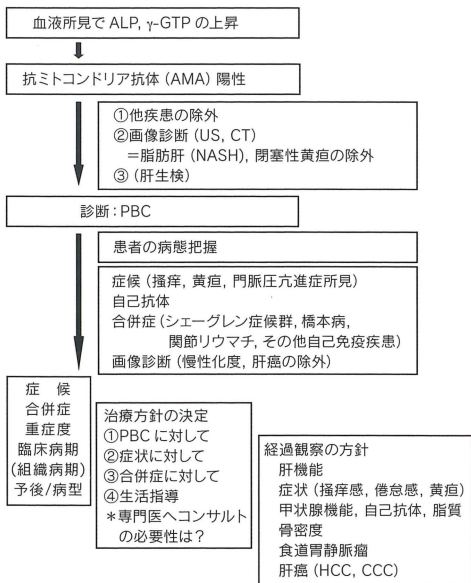 血液所見で ALP, γ-GTP の上昇
抗ミトコンドリア抗体 (AMA) 陽性
①他疾患の除外
②画像診断 (US, CT)
＝脂肪肝 (NASH), 閉塞性黄疸の除外
③ (肝生検)
診断：PBC
患者の病態把握
症候 (掻痒, 黄疸, 門脈圧亢進症所見)
自己抗体
合併症 (シェーグレン症候群, 橋本病,
関節リウマチ, その他自己免疫疾患)
画像診断 (慢性化度, 肝癌の除外)
症 候
合併症
重症度
臨床病期
(組織病期)
予後/病型
治療方針の決定
①PBC に対して
②症状に対して
③合併症に対して
④生活指導
＊専門医へコンサルト
の必要性は？
経過観察の方針
肝機能
症状 (掻痒感, 倦怠感, 黄疸)
甲状腺機能, 自己抗体, 脂質
骨密度
食道胃静脈瘤
肝癌 (HCC, CCC)